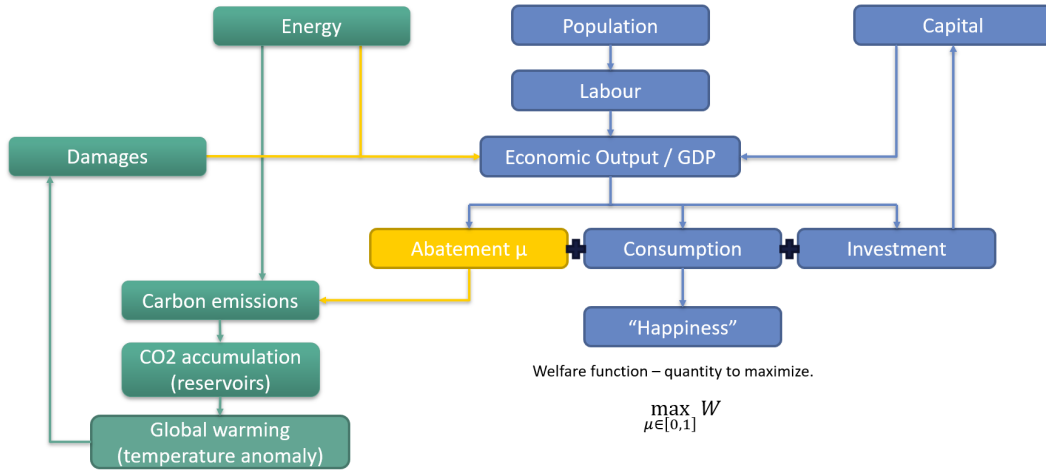 Energy
Population
Capital
Labour
Damages
Economic Output / GDP
Abatement μ
Consumption
Investment
Carbon emissions
“Happiness”
CO2 accumulation
(reservoirs)
Welfare function – quantity to maximize.
Global warming
(temperature anomaly)
max W
μ∈[0,1]